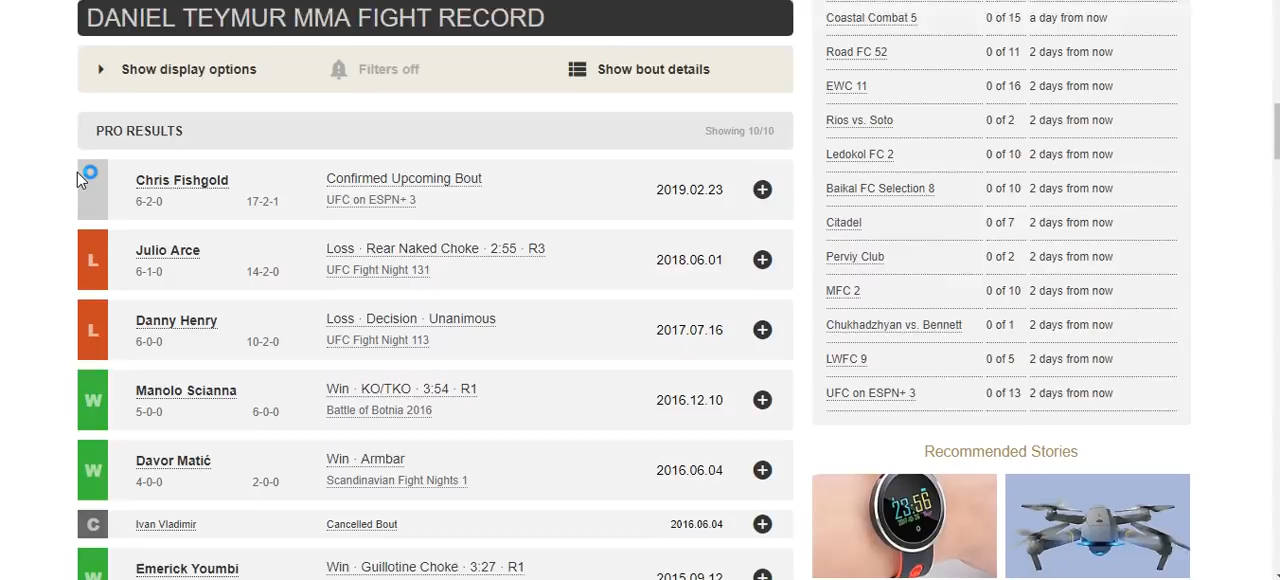 DANIEL TEYMUR MMA FIGHT RECORD
Show display options
Filters off
Show bout details
PRO RESULTS
Showing 10/10
Chris Fishgold
Confirmed Upcoming Bout
6-2-0
17-2-1
UFC on ESPN+ 3
2019.02.23
L
Julio Arce
Loss · Rear Naked Choke · 2:55 · R3
6-1-0
14-2-0
UFC Fight Night 131
2018.06.01
L
Danny Henry
Loss · Decision · Unanimous
6-0-0
10-2-0
UFC Fight Night 113
2017.07.16
W
Manolo Scianna
Win · KO/TKO · 3:54 · R1
5-0-0
6-0-0
Battle of Botnia 2016
2016.12.10
W
Davor Matić
Win · Armbar
4-0-0
2-0-0
Scandinavian Fight Nights 1
2016.06.04
C
Ivan Vladimir
Cancelled Bout
2016.06.04
W
Emerick Youmbi
Win · Guillotine Choke · 3:27 · R1
2015.09.12
Coastal Combat 5 0 of 15 a day from now
Road FC 52 0 of 11 2 days from now
EWC 11 0 of 16 2 days from now
Rios vs. Soto 0 of 2 2 days from now
Ledokol FC 2 0 of 10 2 days from now
Baikal FC Selection 8 0 of 10 2 days from now
Citadel 0 of 7 2 days from now
Perviy Club 0 of 2 2 days from now
MFC 2 0 of 10 2 days from now
Chukhadzhyan vs. Bennett 0 of 1 2 days from now
LWFC 9 0 of 5 2 days from now
UFC on ESPN+ 3 0 of 13 2 days from now
Recommended Stories
23:56